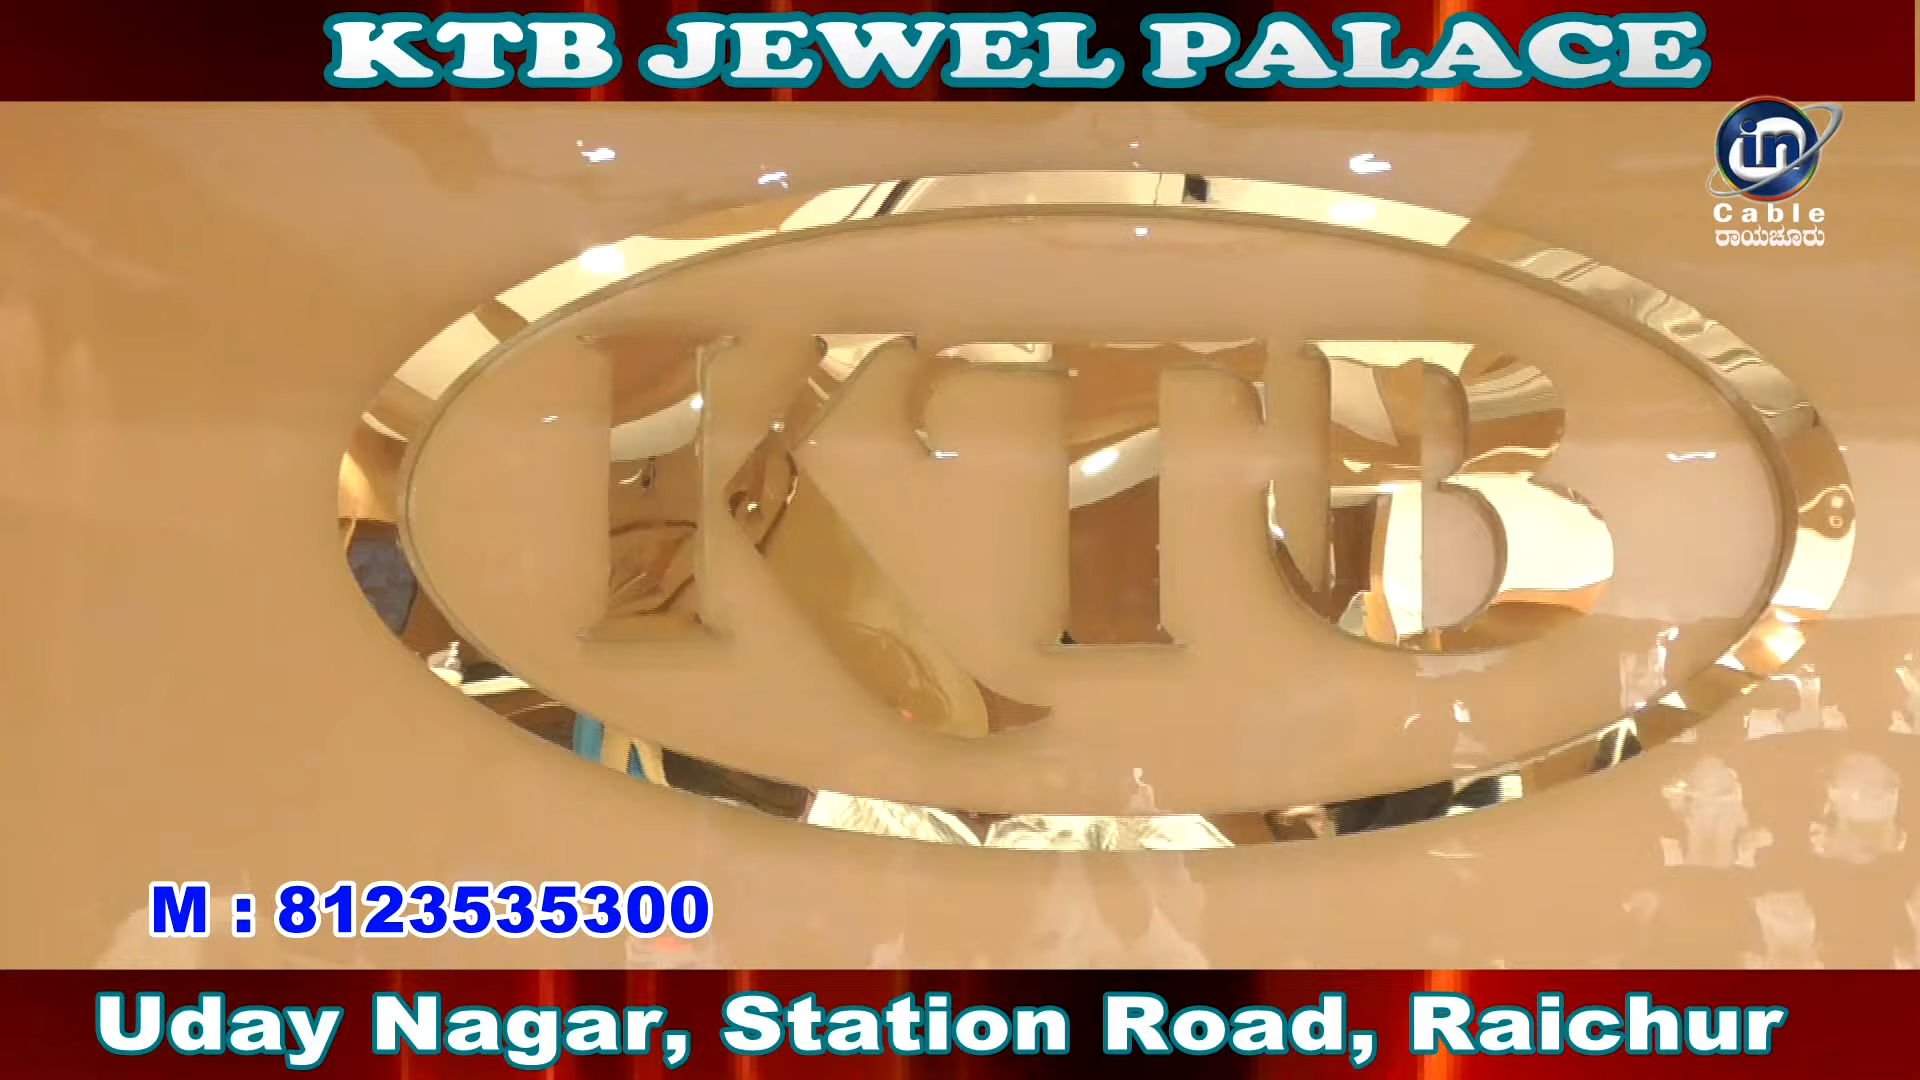 KTB JEWEL PALACE
in
Cable
ರಾಯಚೂರು
KTB
M : 8123535300
Uday Nagar, Station Road, Raichur